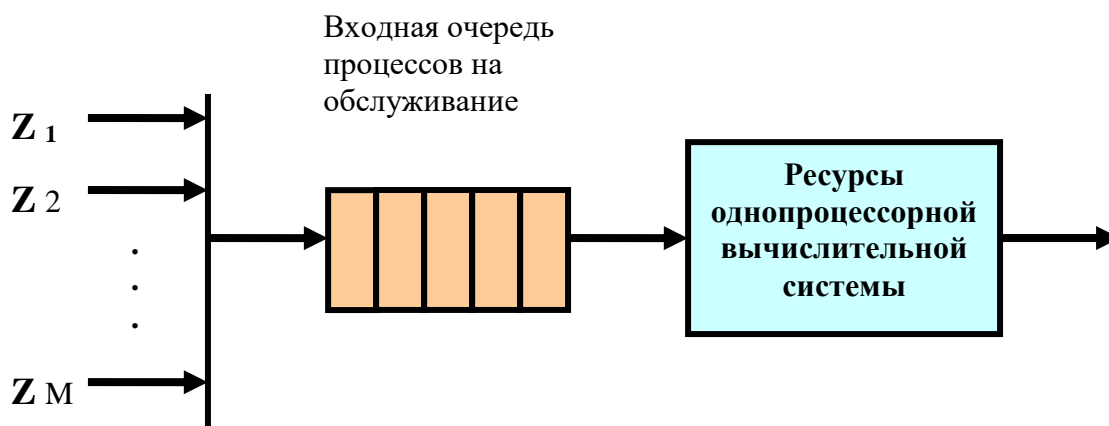 Входная очередь
процессов на
обслуживание
Z 1
Z 2
.
.
.
Z M
Ресурсы
однопроцессорной
вычислительной
системы